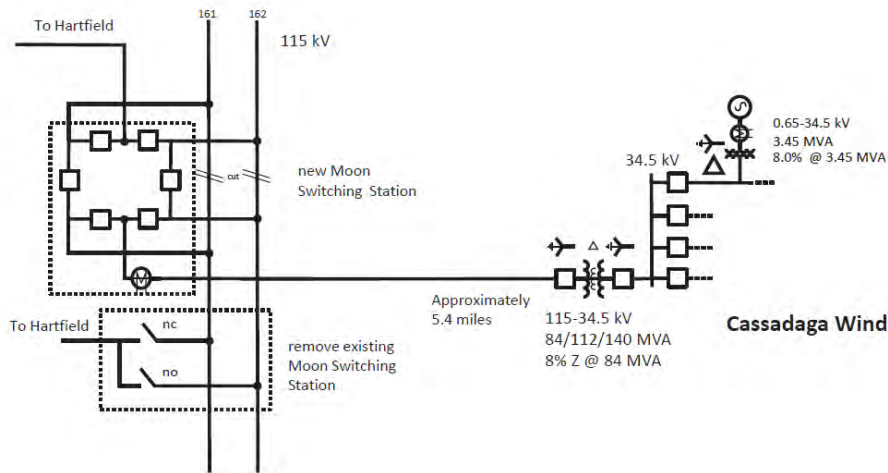 161
162
To Hartfield
115 kV
cut
new Moon
Switching Station
M
To Hartfield
nc
no
remove existing
Moon Switching
Station
Approximately
5.4 miles
115-34.5 kV
84/112/140 MVA
8% Z @ 84 MVA
34.5 kV
S
0.65-34.5 kV
3.45 MVA
8.0% @ 3.45 MVA
Cassadaga Wind